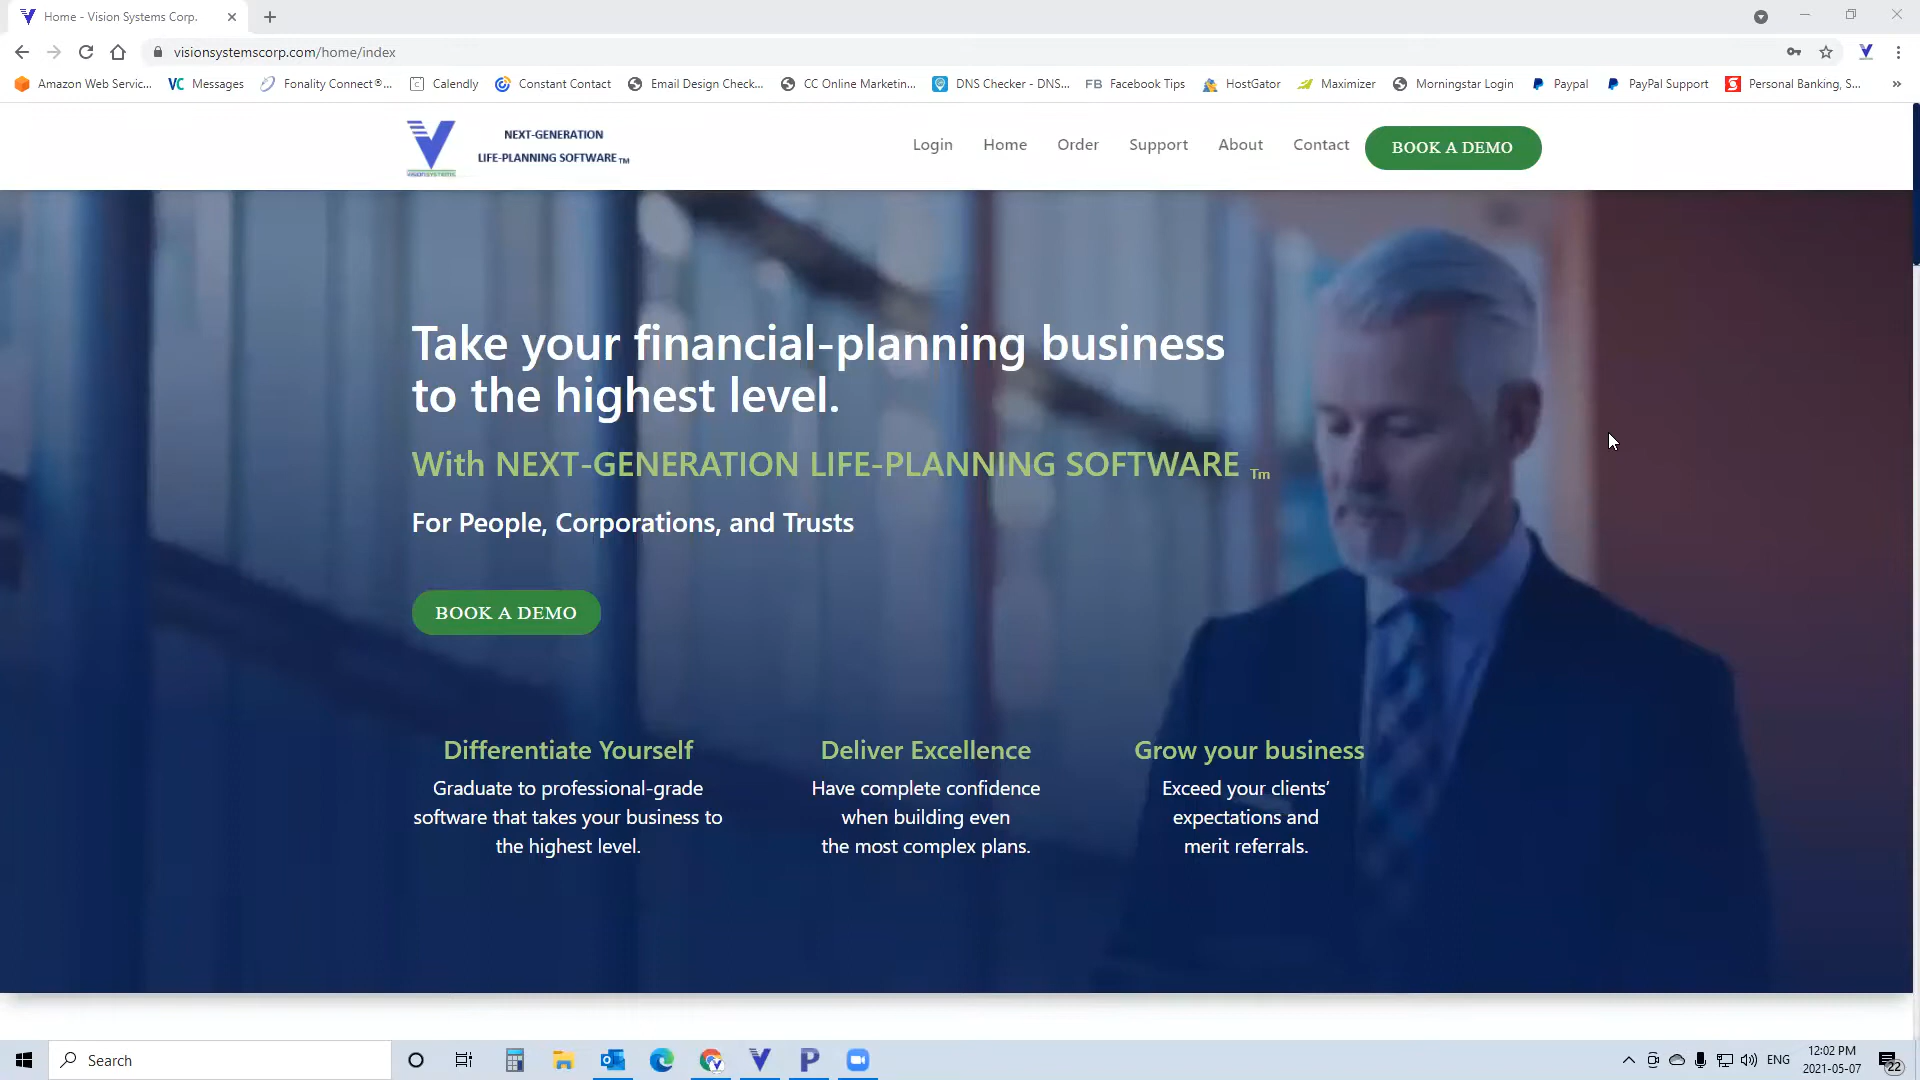 Home - Vision Systems Corp.
visionsystemscorp.com/home/index
Amazon Web Servic...
VC Messages
Fonality Connect®...
Calendly
Constant Contact
Email Design Check...
CC Online Marketin...
DNS Checker - DNS...
FB Facebook Tips
HostGator
Maximizer
Morningstar Login
Paypal
PayPal Support
Personal Banking, S...
NEXT-GENERATION
LIFE-PLANNING SOFTWARE TM
VISIONSYSTEMS
Login
Home
Order
Support
About
Contact
BOOK A DEMO
Take your financial-planning business
to the highest level.
With NEXT-GENERATION LIFE-PLANNING SOFTWARE Tm
For People, Corporations, and Trusts
BOOK A DEMO
Differentiate Yourself
Graduate to professional-grade
software that takes your business to
the highest level.
Deliver Excellence
Have complete confidence
when building even
the most complex plans.
Grow your business
Exceed your clients’
expectations and
merit referrals.
Search
ENG
12:02 PM
2021-05-07
22